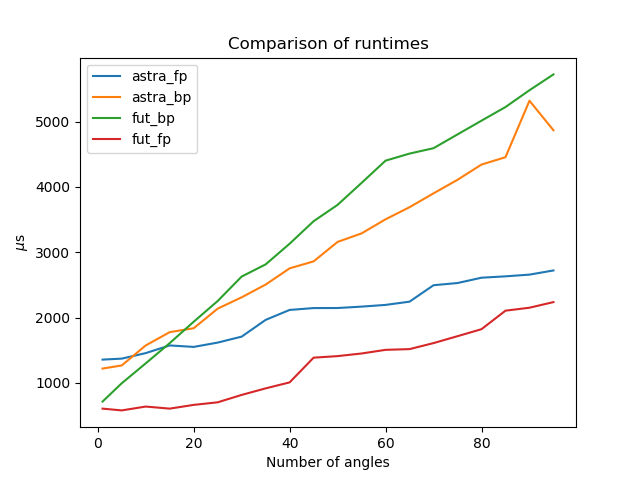 Comparison of runtimes
astra_fp
astra_bp
fut_bp
fut_fp
5000
4000
3000
2000
1000
μs
0 20 40 60 80
Number of angles